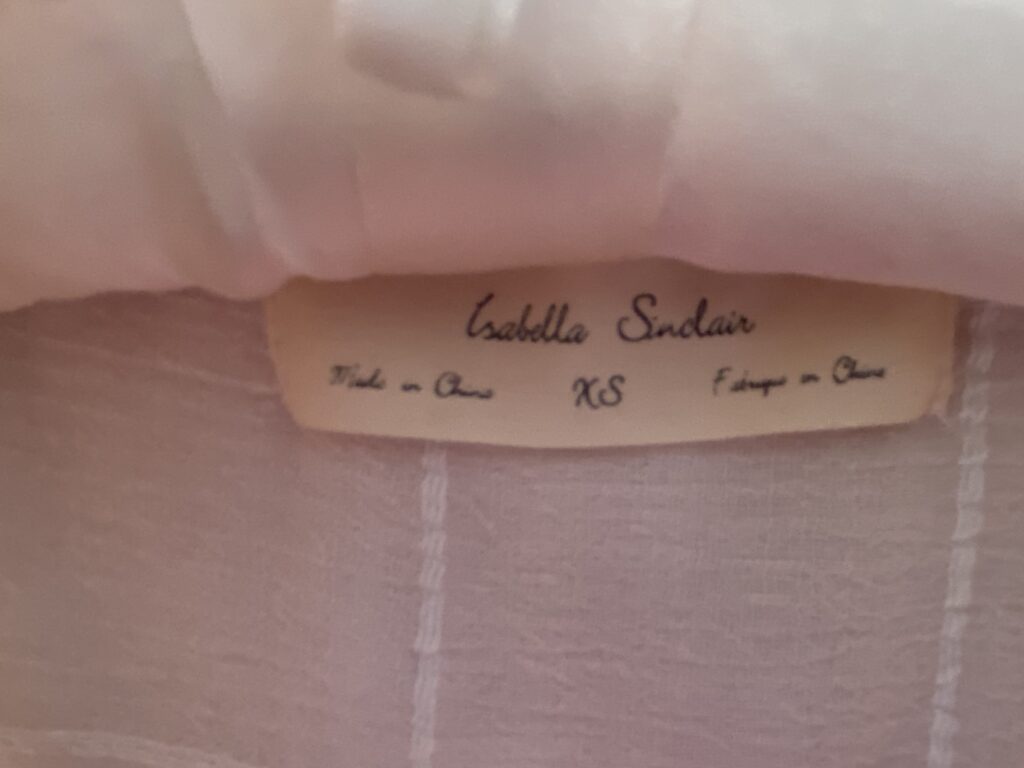 Isabella Sinclair
Made in China XS Fabriqué en Chine